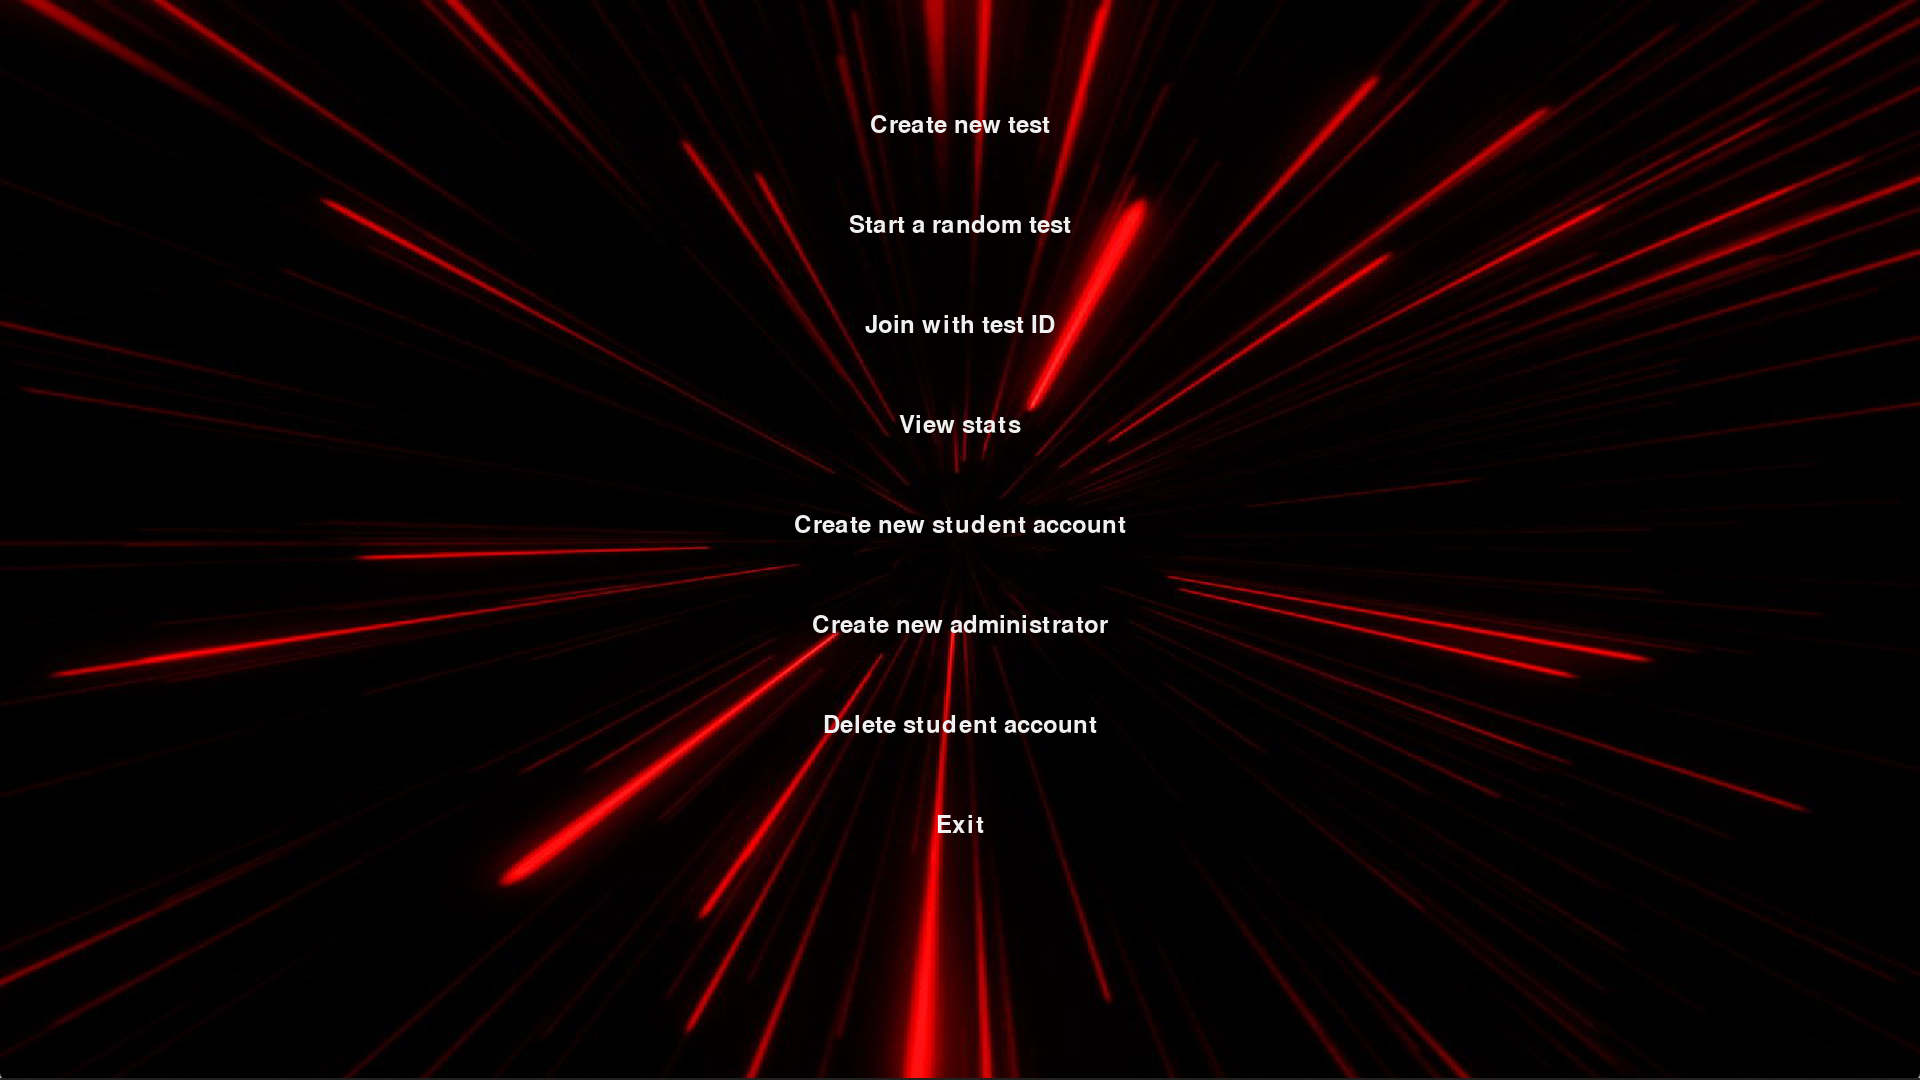 Create new test
Start a random test
Join with test ID
View stats
Create new student account
Create new administrator
Delete student account
Exit